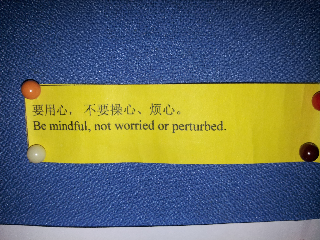 要用心， 不要操心、烦心。
Be mindful, not worried or perturbed.